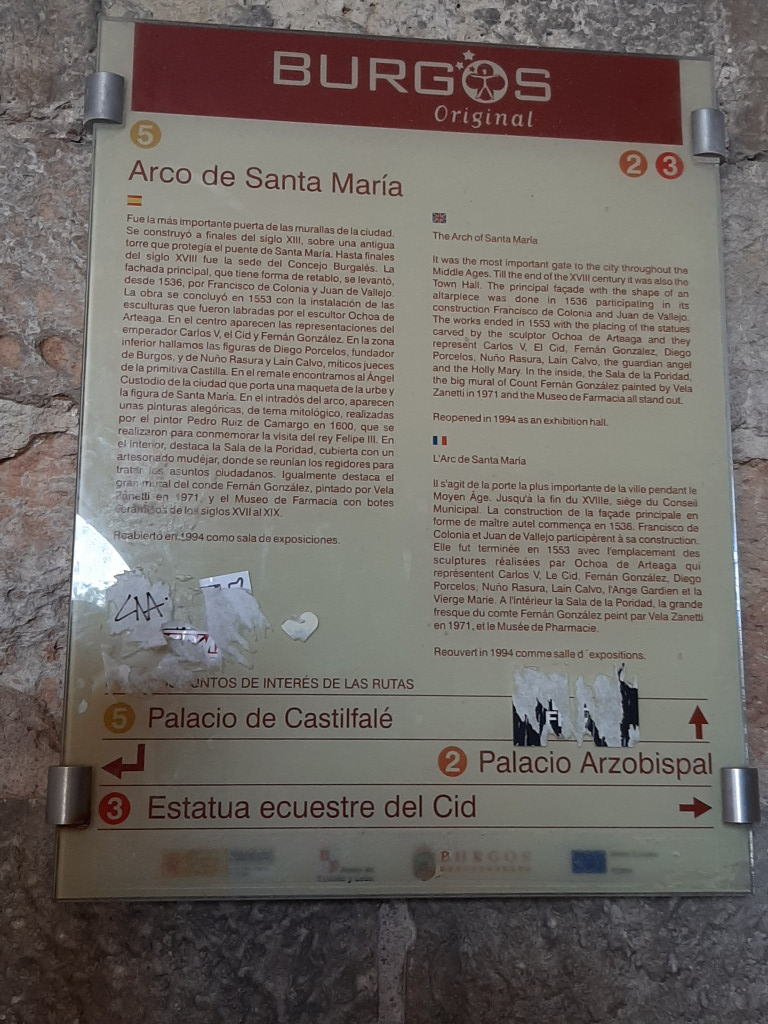 BURGOS
Original
5
2 3
Arco de Santa María
Fue la más importante puerta de las murallas de la ciudad.
Se construyó a finales del siglo XIII, sobre una antigua
torre que protegía el puente de Santa María. Hasta finales
del siglo XVIII fue la sede del Concejo Burgalés. La
fachada principal, que tiene forma de retablo, se levantó,
desde 1536, por Francisco de Colonia y Juan de Vallejo.
La obra se concluyó en 1553 con la instalación de las
esculturas que fueron labradas por el escultor Ochoa de
Arteaga. En el centro aparecen las representaciones del
emperador Carlos V, el Cid y Fernán González. En la zona
inferior hallamos las figuras de Diego Porcelos, fundador
de Burgos, y de Nuño Rasura y Laín Calvo, míticos jueces
de la primitiva Castilla. En el remate encontramos al Ángel
Custodio de la ciudad que porta una maqueta de la urbe y
la figura de Santa María. En el intradós del arco, aparecen
unas pinturas alegóricas, de tema mitológico, realizadas
por el pintor Pedro Ruiz de Camargo en 1600, que se
realizaron para conmemorar la visita del rey Felipe III. En
el interior, destaca la Sala de Poridad, cubierta con un
artesonado mudéjar, donde se reunían los regidores para
tratar los asuntos ciudadanos. Igualmente destaca el
gran mural del conde Fernán González, pintado por Vela
Zanetti en 1971, y el Museo de Farmacia con botes
cerámicos de los siglos XVII al XIX.
Reabierto en 1994 como sala de exposiciones.
The Arch of Santa María
It was the most important gate to the city throughout the
Middle Ages. Till the end of the XVIII century it was also the
Town Hall. The principal façade with the shape of an
altarpiece was done in 1536 participating in its
construction Francisco de Colonia and Juan de Vallejo.
The works ended in 1553 with the placing of the statues
carved by the sculptor Ochoa de Arteaga and they
represent Carlos V, El Cid, Fernán González, Diego
Porcelos, Nuño Rasura, Laín Calvo, the guardian angel
and the Holly Mary. In the inside, the Sala de la Poridad,
the big mural of Count Fernán González painted by Vela
Zanetti in 1971 and the Museo de Farmacia all stand out.
Reopened in 1994 as an exhibition hall.
L'Arc de Santa María
Il s'agit de la porte la plus importante de la ville pendant le
Moyen Âge. Jusqu'à la fin du XVIIIe, siège du Conseil
Municipal. La construction de la façade principale en
forme de maître autel commença en 1536. Francisco de
Colonia et Juan de Vallejo participèrent à sa construction.
Elle fut terminée en 1553 avec l'emplacement des
sculptures réalisées par Ochoa de Arteaga qui
représentent Carlos V, Le Cid, Fernán González, Diego
Porcelos, Nuño Rasura, Laín Calvo, l'Ange Gardien et la
Vierge Marie. A l'intérieur la Sala de la Poridad, la grande
fresque du comte Fernán González peint par Vela Zanetti
en 1971, et le Musée de Pharmacie.
Reouvert in 1994 comme salle d´expositions.
DE INTERÉS DE LAS RUTAS
5 Palacio de Castilfalé
2 Palacio Arzobispal
3 Estatua ecuestre del Cid
BURGOS